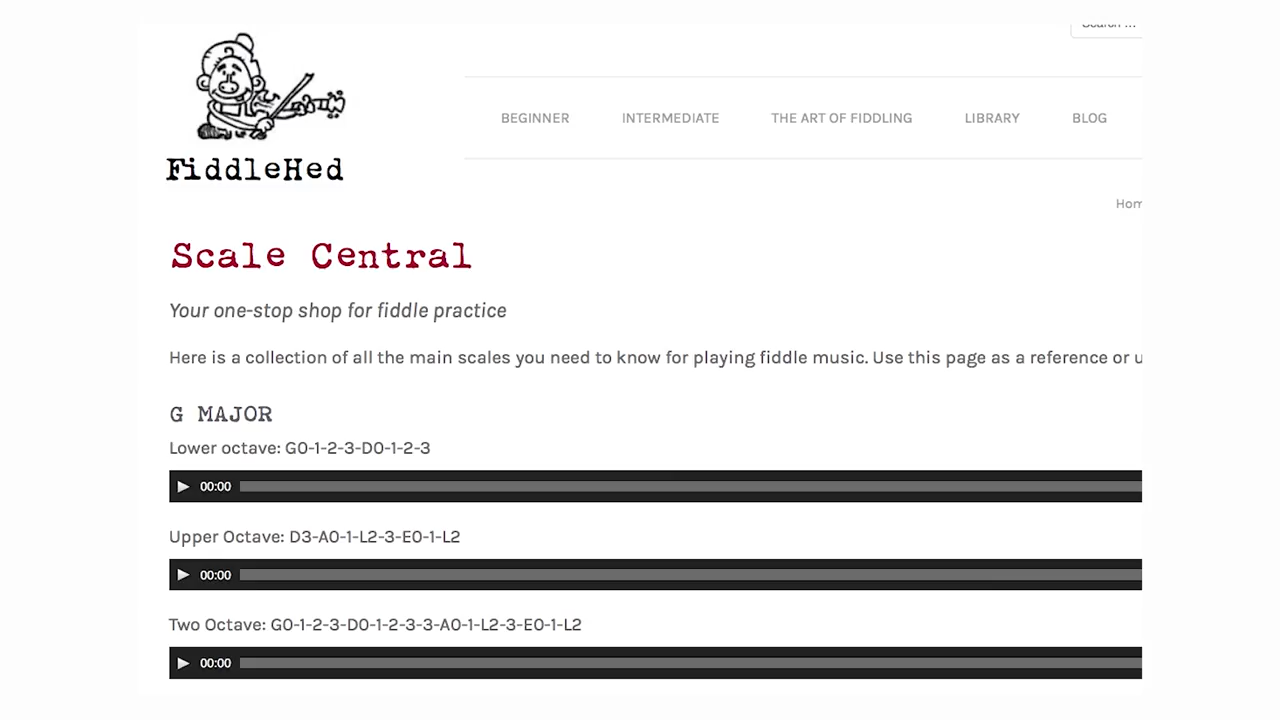 Search ...
BEGINNER INTERMEDIATE THE ART OF FIDDLING LIBRARY BLOG
FiddleHed
Hom
Scale Central
Your one-stop shop for fiddle practice
Here is a collection of all the main scales you need to know for playing fiddle music. Use this page as a reference or u
G MAJOR
Lower octave: G0-1-2-3-D0-1-2-3
00:00
Upper Octave: D3-A0-1-L2-3-E0-1-L2
00:00
Two Octave: G0-1-2-3-D0-1-2-3-3-A0-1-L2-3-E0-1-L2
00:00